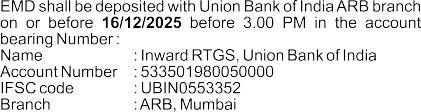 EMD shall be deposited with Union Bank of India ARB branch
on or before 16/12/2025 before 3.00 PM in the account
bearing Number :
Name : Inward RTGS, Union Bank of India
Account Number : 533501980050000
IFSC code : UBIN0553352
Branch : ARB, Mumbai